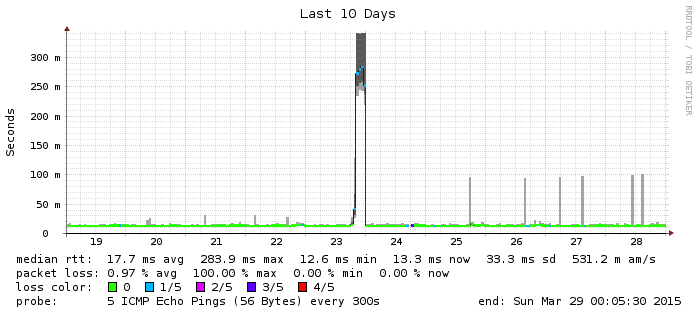 Last 10 Days
RRDTOOL / TOBI OETIKER
Seconds
300 m
250 m
200 m
150 m
100 m
50 m
0
19 20 21 22 23 24 25 26 27 28
median rtt: 17.7 ms avg 283.9 ms max 12.6 ms min 13.3 ms now 33.3 ms sd 531.2 m am/s
packet loss: 0.97 % avg 100.00 % max 0.00 % min 0.00 % now
loss color: 0 1/5 2/5 3/5 4/5
probe: 5 ICMP Echo Pings (56 Bytes) every 300s end: Sun Mar 29 00:05:30 2015